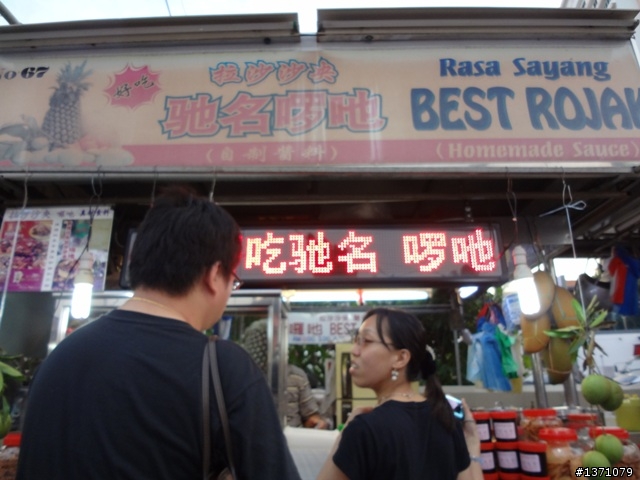 No 67
好吃
拉沙沙央
驰名啰吔
(自制酱料)
Rasa Sayang
BEST ROJAK
(Homemade Sauce)
吃驰名 啰吔
BEST
#1371079